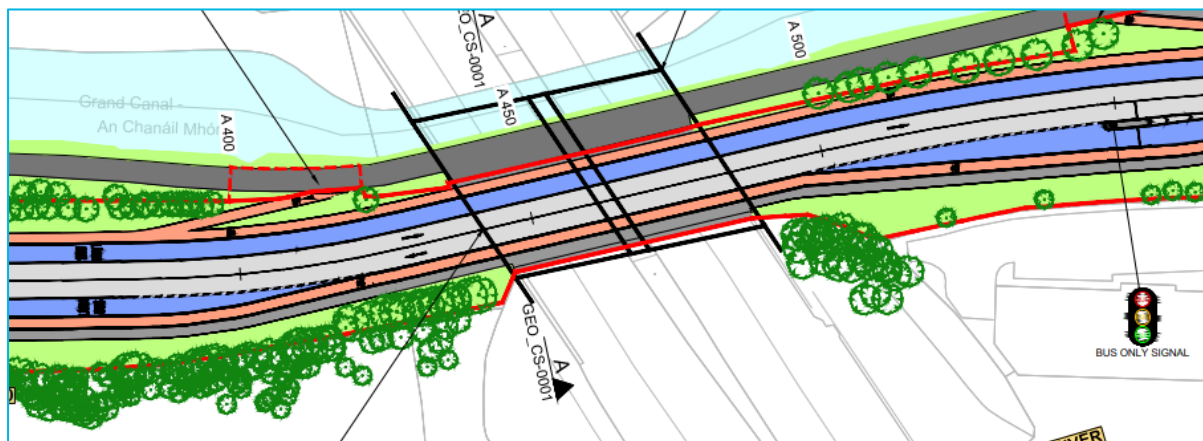 A
GEO_CS-0001
A 450
A 500
Grand Canal -
An Chanáil Mhór
A 400
GEO_CS-0001
A
BUS ONLY SIGNAL